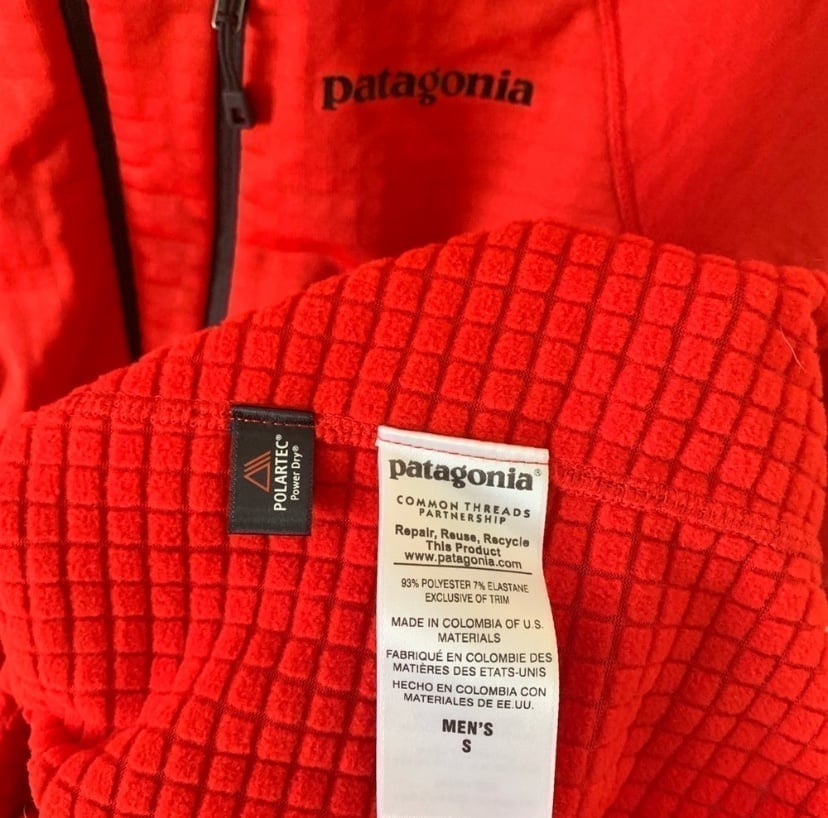 patagonia
POLARTEC®
Power Dry®
patagonia®
COMMON THREADS
PARTNERSHIP
Repair, Reuse, Recycle
This Product
www.patagonia.com
93% POLYESTER 7% ELASTANE
EXCLUSIVE OF TRIM
MADE IN COLOMBIA OF U.S.
MATERIALS
FABRIQUÉ EN COLOMBIE DES
MATIÈRES DES ETATS-UNIS
HECHO EN COLOMBIA CON
MATERIALES DE EE.UU.
MEN'S
S